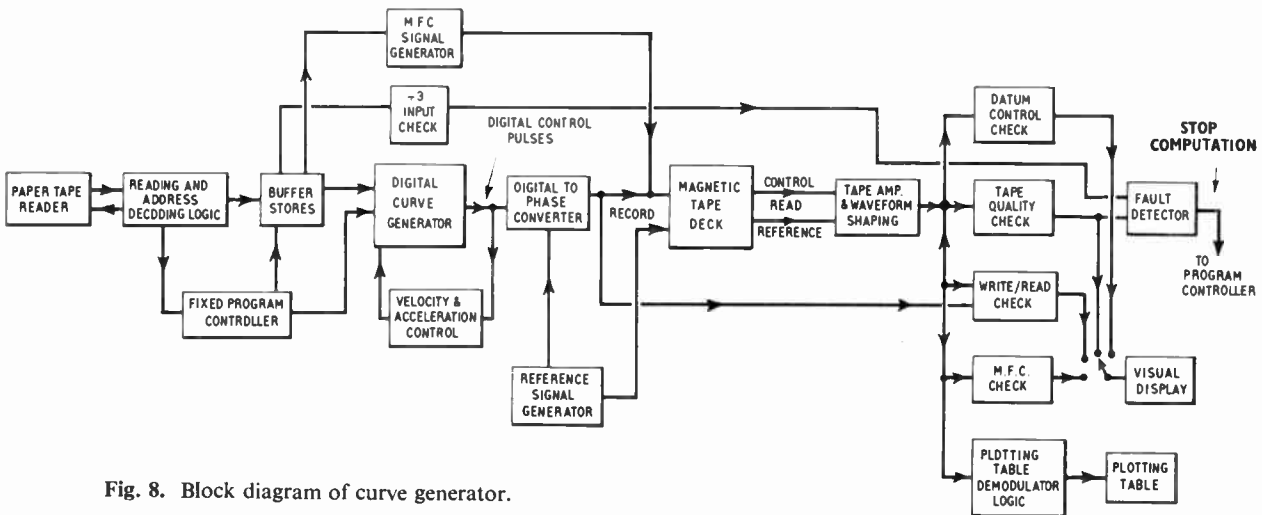 M F C
SIGNAL
GENERATOR
÷3
INPUT
CHECK
DIGITAL CONTROL
PULSES
DATUM
CONTROL
CHECK
STOP
COMPUTATION
PAPER TAPE
READER
READING AND
ADDRESS
DECODING LOGIC
BUFFER
STORES
DIGITAL
CURVE
GENERATOR
DIGITAL TO
PHASE
CONVERTER
RECORD
MAGNETIC
TAPE
DECK
CONTROL
READ
REFERENCE
TAPE AMP.
& WAVEFORM
SHAPING
TAPE
QUALITY
CHECK
FAULT
DETECTOR
TO
PROGRAM
CONTROLLER
FIXED PROGRAM
CONTROLLER
VELOCITY &
ACCELERATION
CONTROL
WRITE/READ
CHECK
REFERENCE
SIGNAL
GENERATOR
M.F.C.
CHECK
VISUAL
DISPLAY
PLOTTING
TABLE
DEMODULATOR
LOGIC
PLOTTING
TABLE
Fig. 8. Block diagram of curve generator.